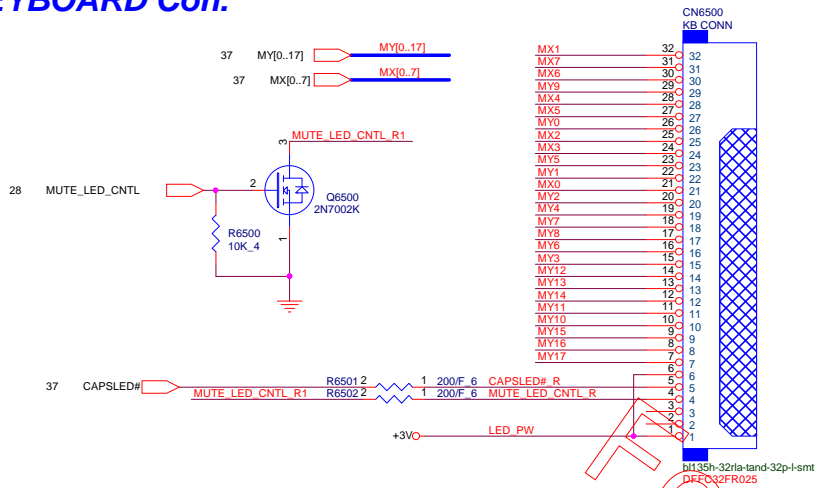 EYBOARD Con.
CN6500
KB CONN
37 MY[0..17] MY[0..17]
37 MX[0..7] MX[0..7]
MX1 32 32
MX7 31 31
MX6 30 30
MY9 29 29
MX4 28 28
MX5 27 27
MY0 26 26
MX2 25 25
MX3 24 24
MY5 23 23
MY1 22 22
MX0 21 21
MY2 20 20
MY4 19 19
MY7 18 18
MY8 17 17
MY6 16 16
MY3 15 15
MY12 14 14
MY13 13 13
MY14 12 12
MY11 11 11
MY10 10 10
MY15 9 9
MY16 8 8
MY17 7 7
6 6
5 5
4 4
3 3
2 2
1 1
3 MUTE_LED_CNTL_R1
28 MUTE_LED_CNTL 2
Q6500
2N7002K
1
R6500
10K_4
37 CAPSLED# R6501 2 1 200/F_6 CAPSLED#_R
MUTE_LED_CNTL_R1 R6502 2 1 200/F_6 MUTE_LED_CNTL_R
+3V LED_PW
bl135h-32rla-tand-32p-l-smt
DFFC32FR025